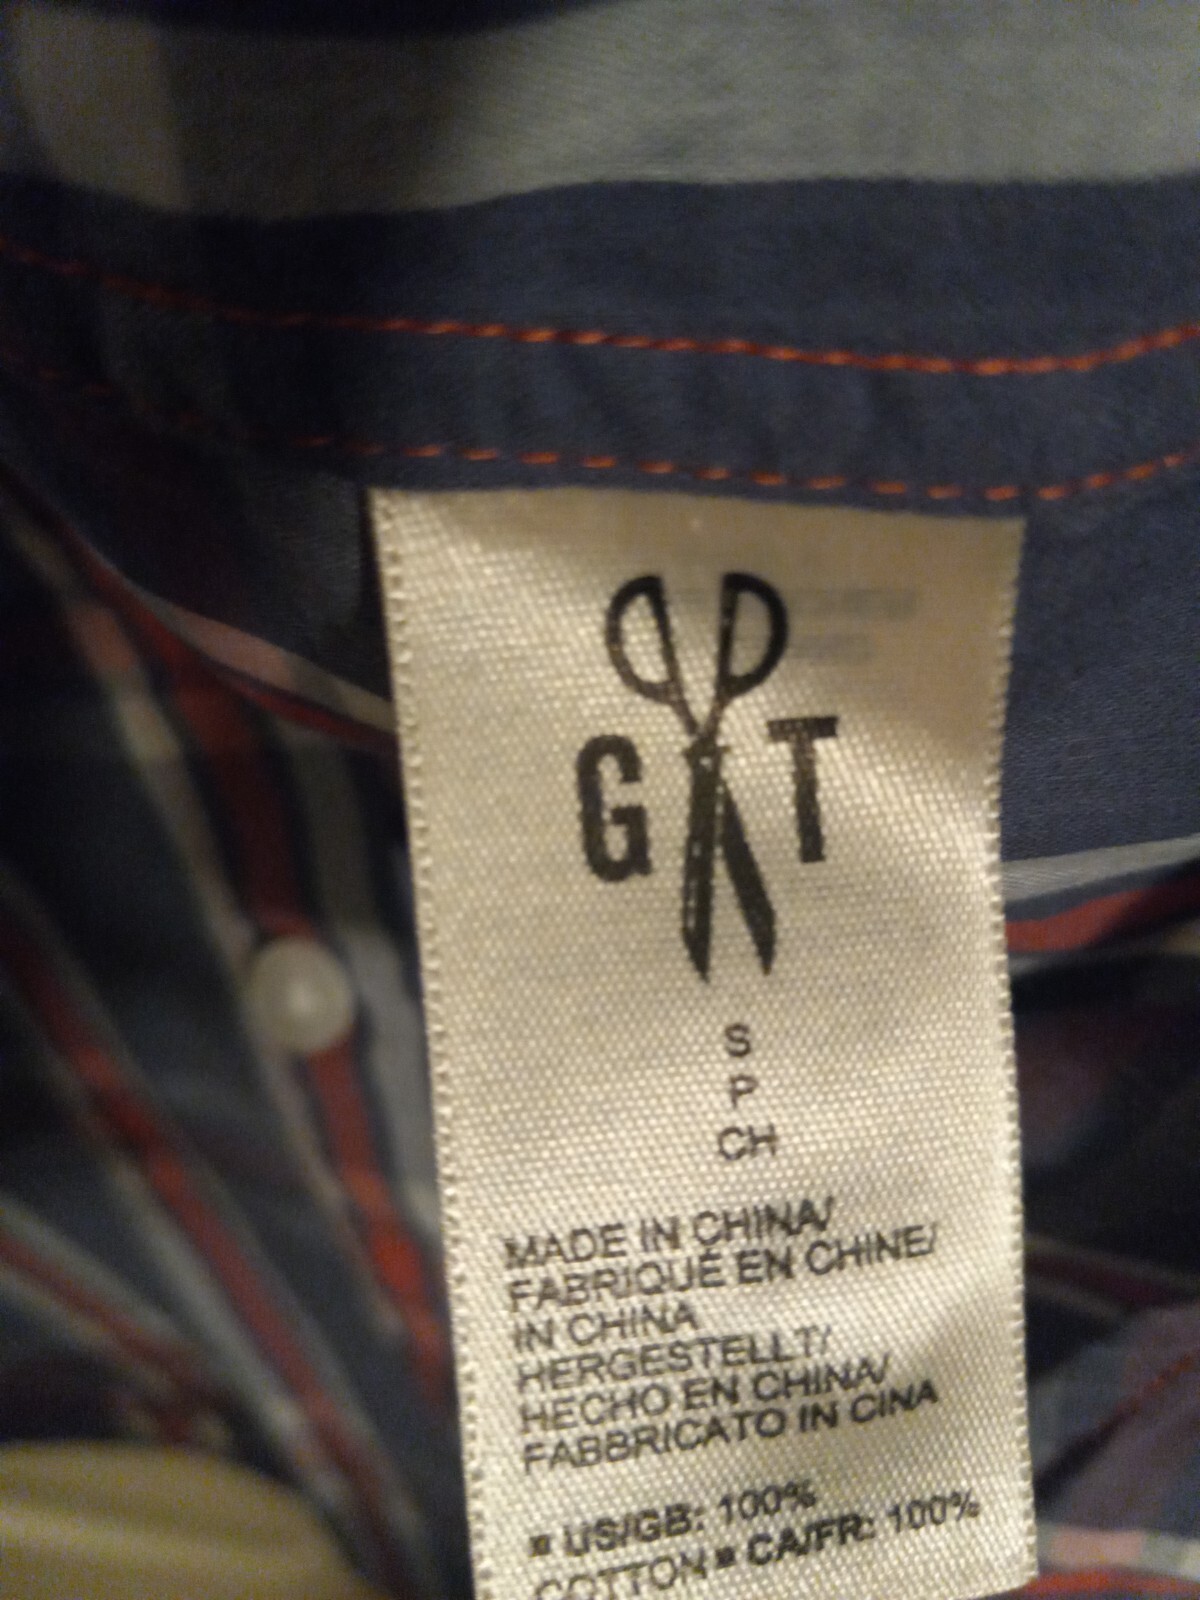 G T
S
P
CH
MADE IN CHINA/
FABRIQUÉ EN CHINE/
IN CHINA
HERGESTELLT/
HECHO EN CHINA/
FABBRICATO IN CINA
■ US/GB: 100%
COTTON ■ CA/FR: 100%